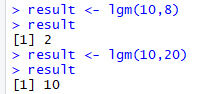 > result <- lgm(10,8)
> result
[1] 2
> result <- lgm(10,20)
> result
[1] 10